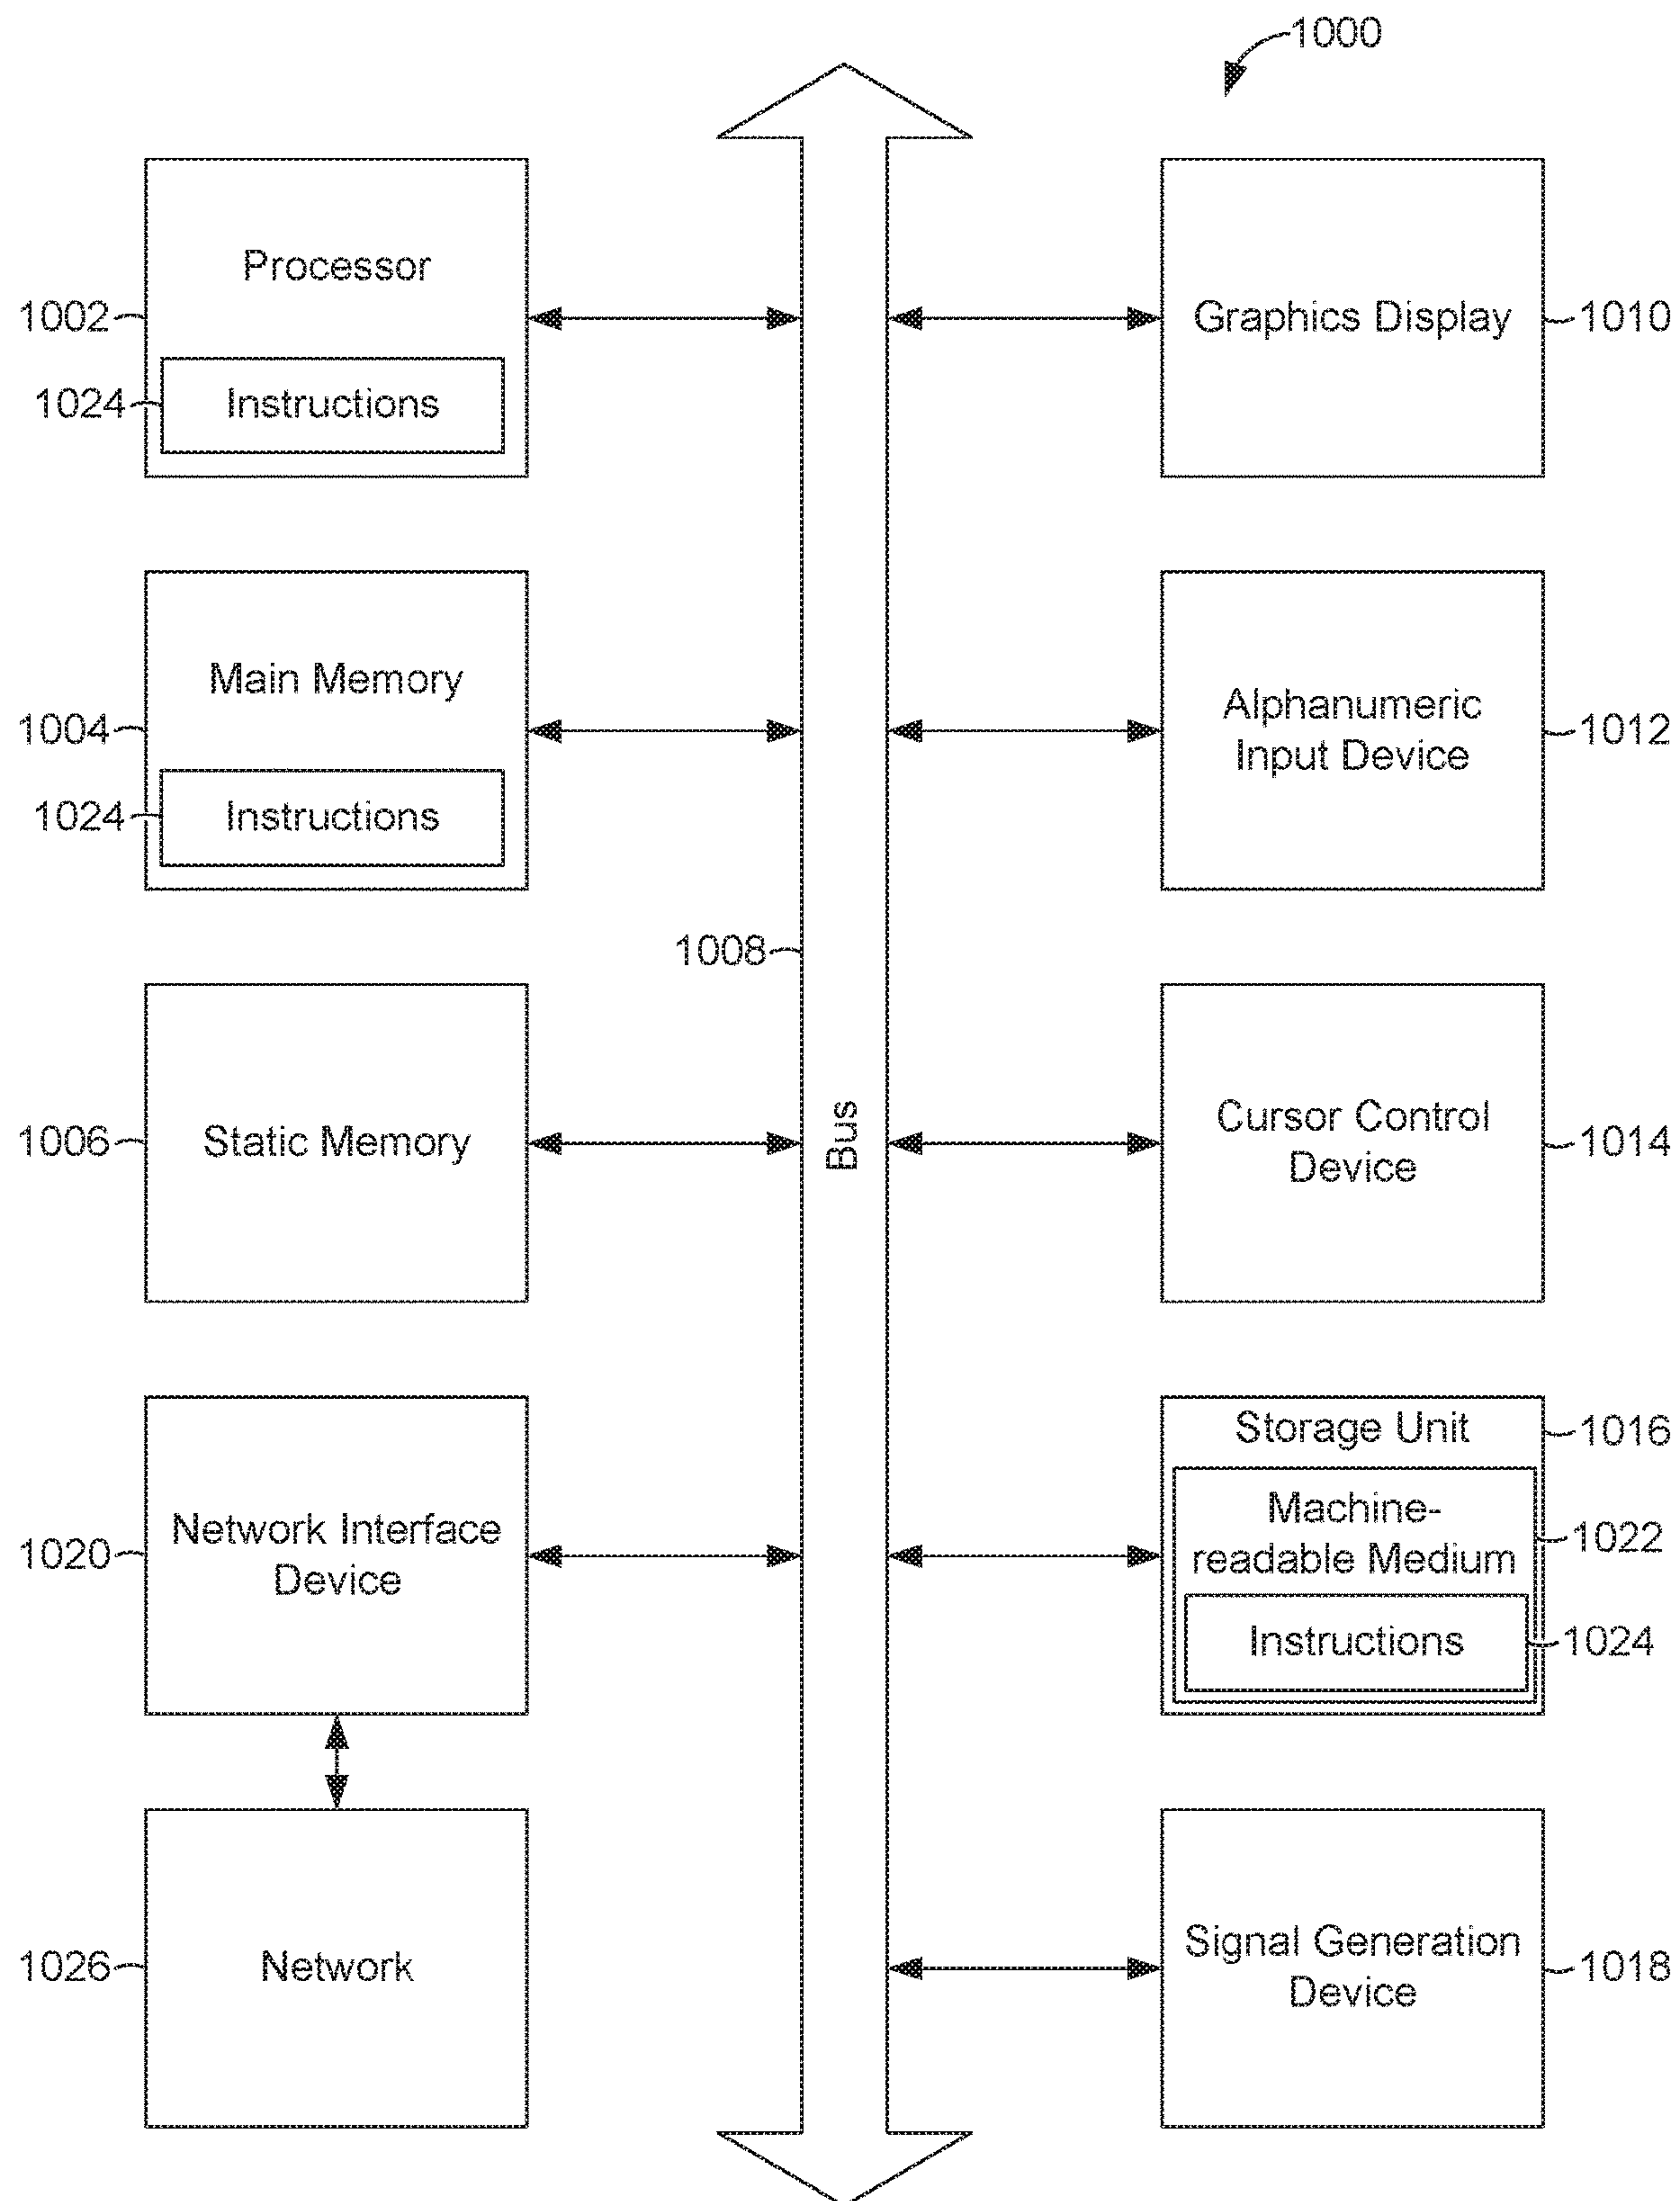 1000
Processor
1002
1024
Instructions
Graphics Display
1010
Main Memory
1004
1024
Instructions
Alphanumeric
Input Device
1012
1008
Bus
Static Memory
1006
Cursor Control
Device
1014
Network Interface
Device
1020
Storage Unit
1016
Machine-
readable Medium
1022
Instructions
1024
Network
1026
Signal Generation
Device
1018